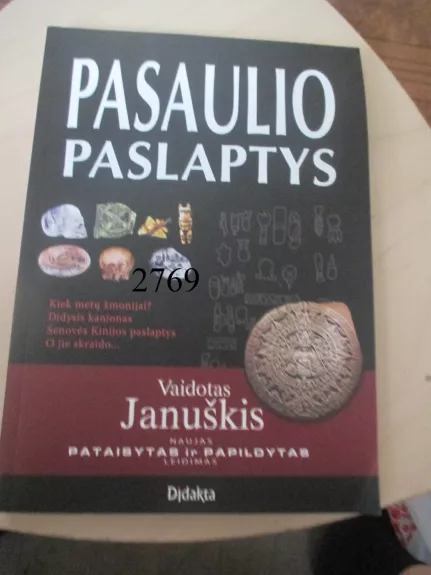 PASAULIO
PASLAPTYS
2769
Kiek metų žmonijai?
Didysis kanjonas
Senovės Kinijos paslaptys
O jie skraido...
Vaidotas
Januškis
NAUJAS
PATAISYTAS ir PAPILDYTAS
LEIDIMAS
Didakta